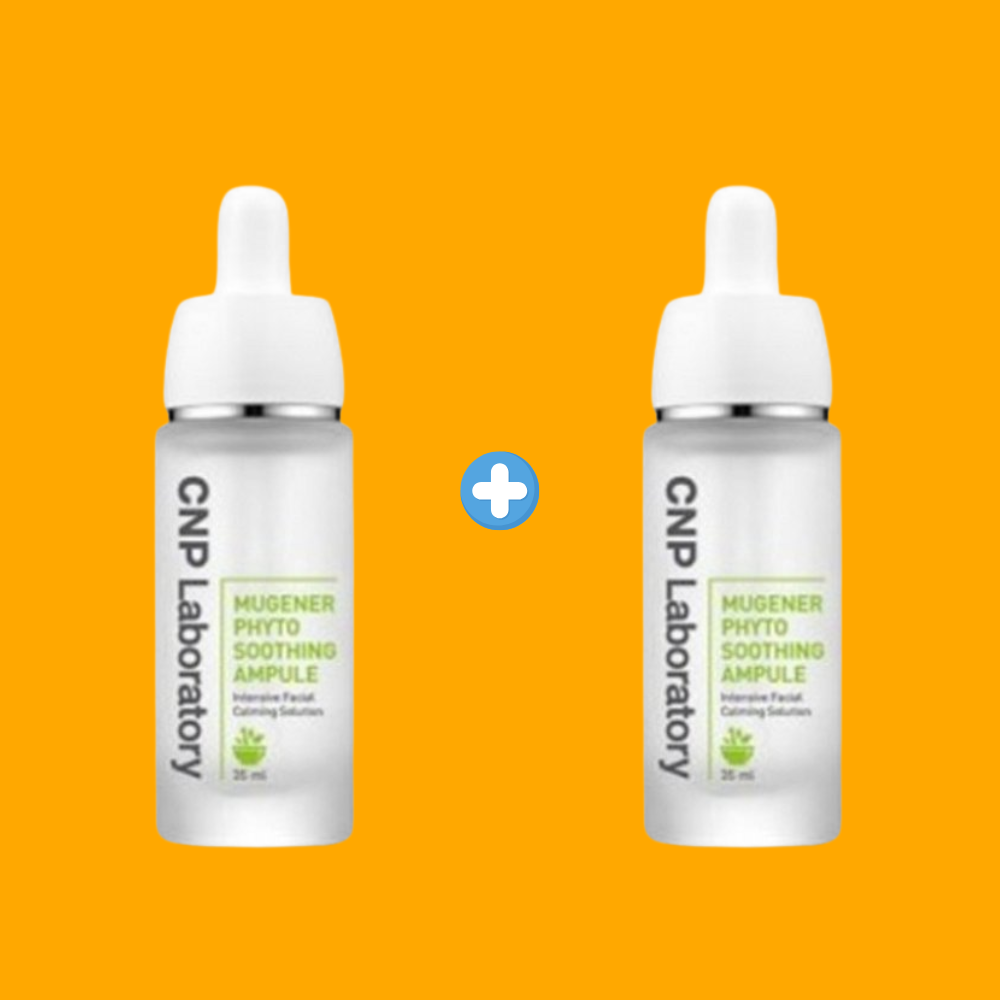 CNP Laboratory
MUGENER
PHYTO
SOOTHING
AMPULE
Intensive Facial
Calming Solution
35 ml
CNP Laboratory
MUGENER
PHYTO
SOOTHING
AMPULE
Intensive Facial
Calming Solution
35 ml